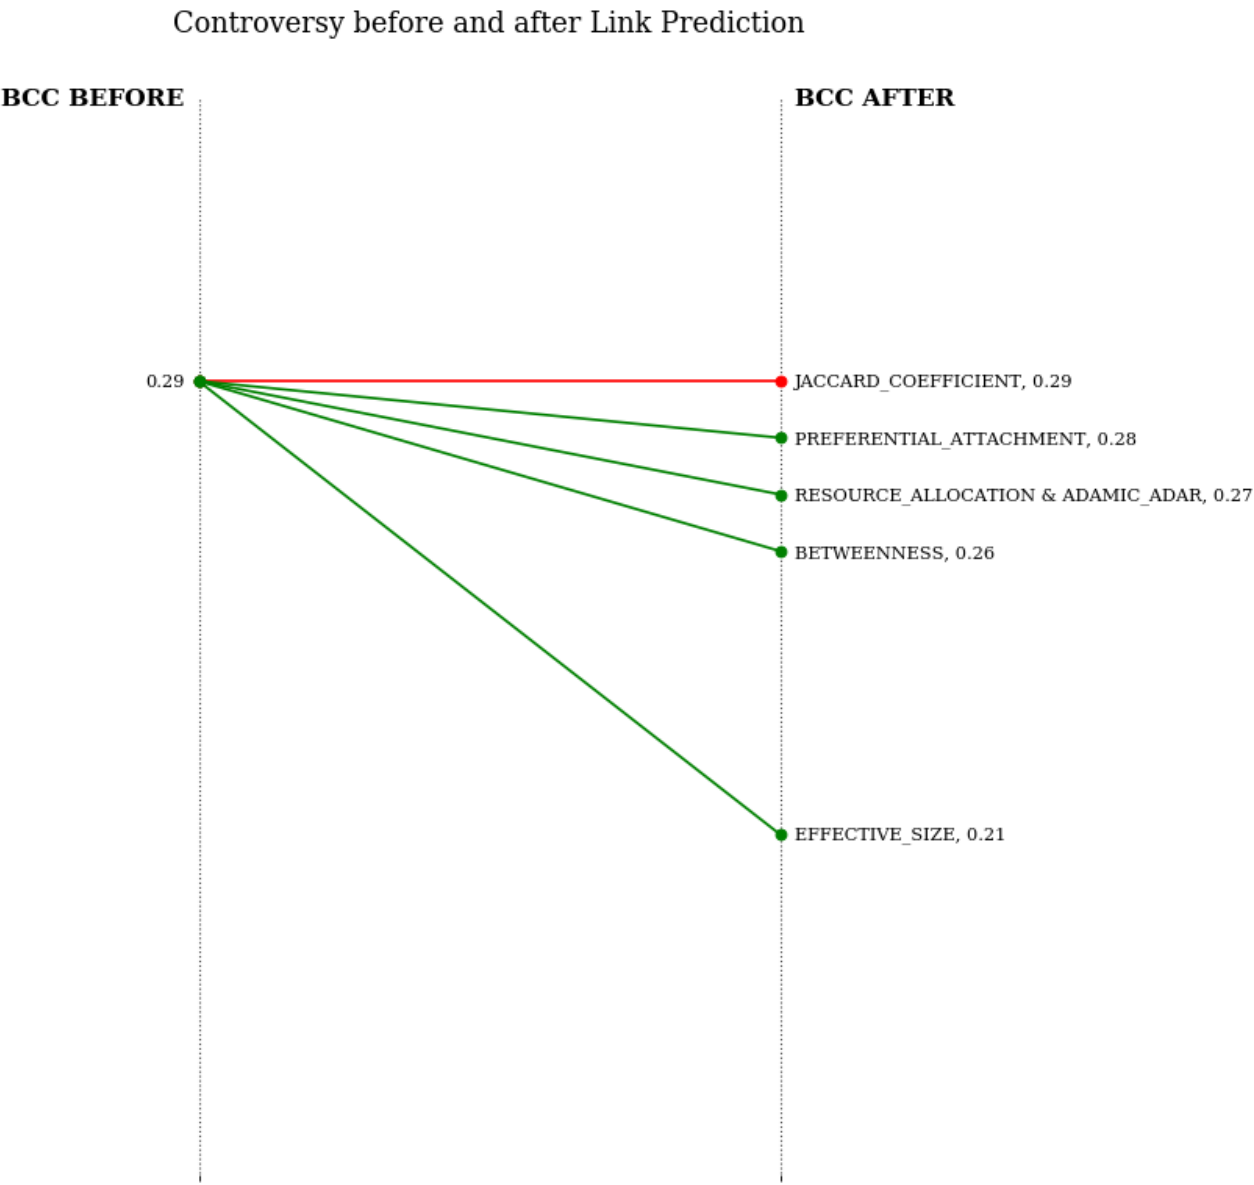 Controversy before and after Link Prediction
BCC BEFORE
BCC AFTER
0.29
JACCARD_COEFFICIENT, 0.29
PREFERENTIAL_ATTACHMENT, 0.28
RESOURCE_ALLOCATION & ADAMIC_ADAR, 0.27
BETWEENNESS, 0.26
EFFECTIVE_SIZE, 0.21